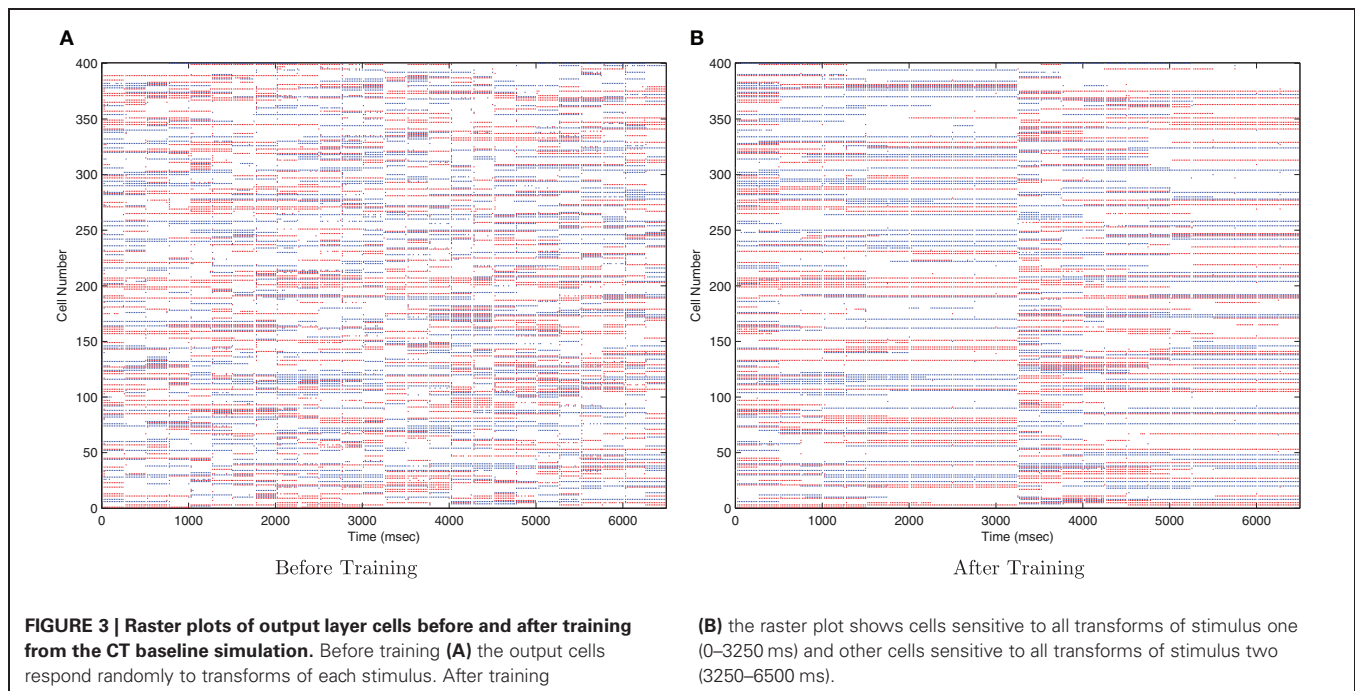 A
400
350
300
250
200
150
100
50
0
Cell Number
0 1000 2000 3000 4000 5000 6000
Time (msec)
Before Training
B
400
350
300
250
200
150
100
50
0
Cell Number
0 1000 2000 3000 4000 5000 6000
Time (msec)
After Training
FIGURE 3 | Raster plots of output layer cells before and after training
from the CT baseline simulation. Before training (A) the output cells
respond randomly to transforms of each stimulus. After training
(B) the raster plot shows cells sensitive to all transforms of stimulus one
(0–3250 ms) and other cells sensitive to all transforms of stimulus two
(3250–6500 ms).